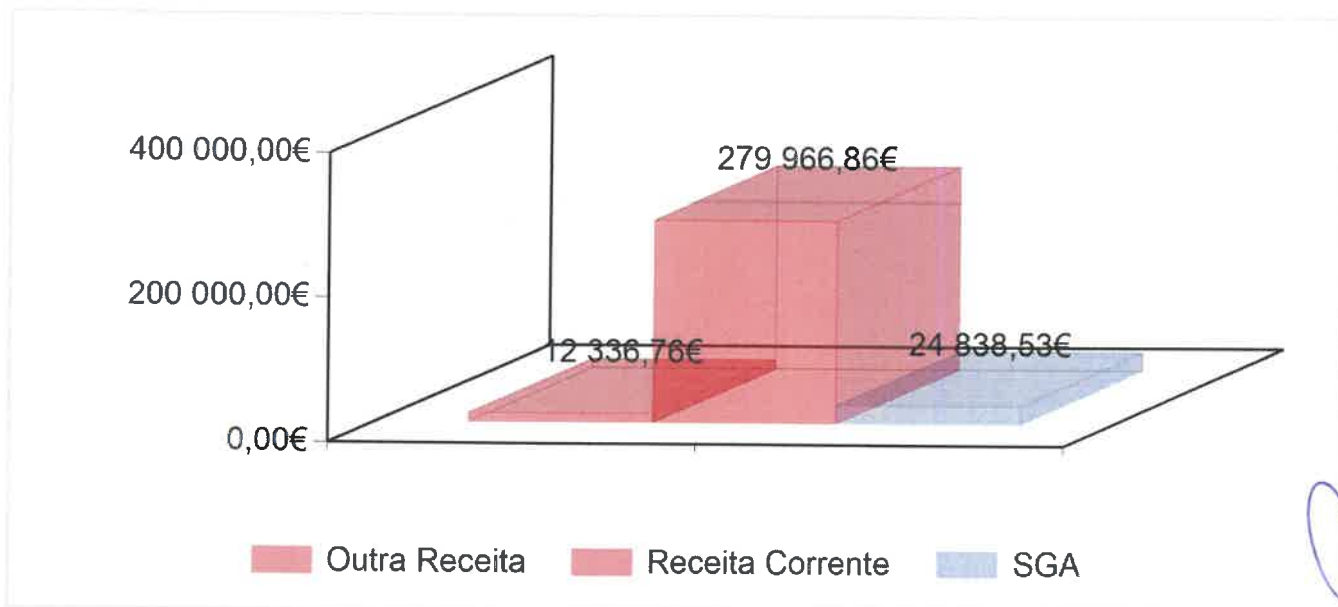 279 966,86€
400 000,00€
200 000,00€
12 336,76€
24 838,53€
0,00€
Outra Receita
Receita Corrente
SGA